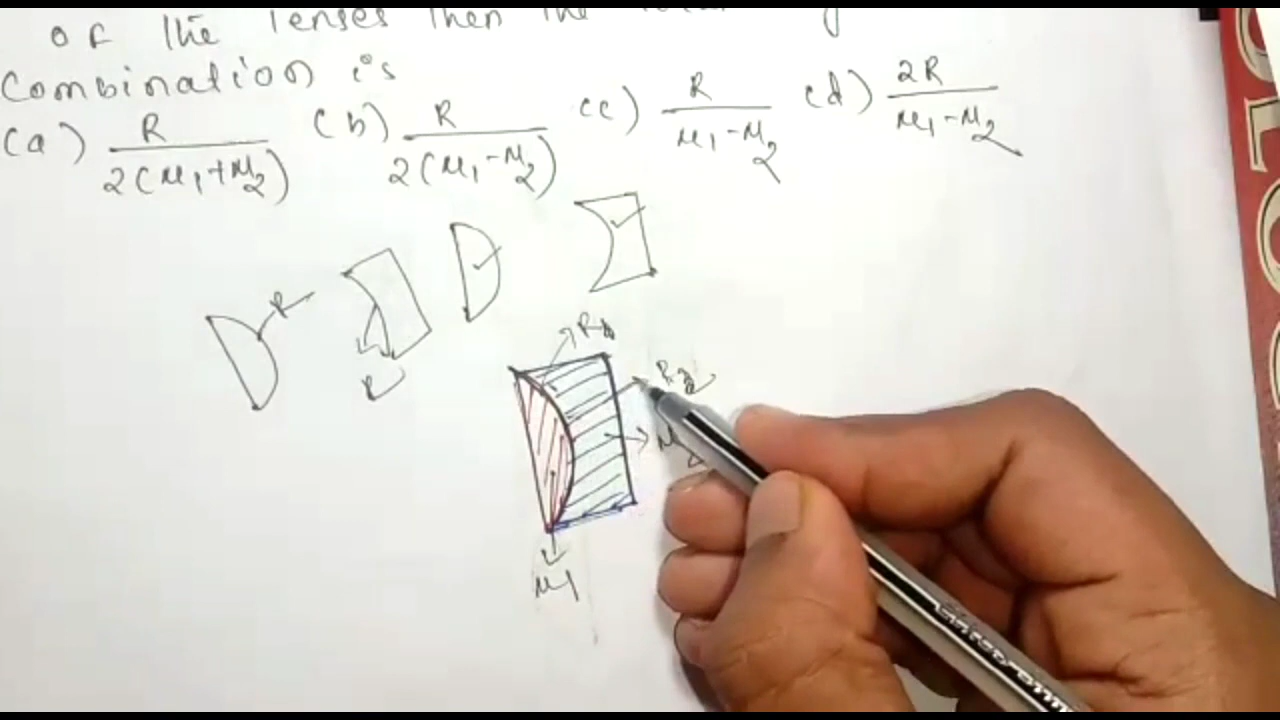 of the lenses then the
combination is
(a) R / 2(μ1+μ2) (b) R / 2(μ1-μ2) (c) R / μ1-μ2 (d) 2R / μ1-μ2
R
R
μ1